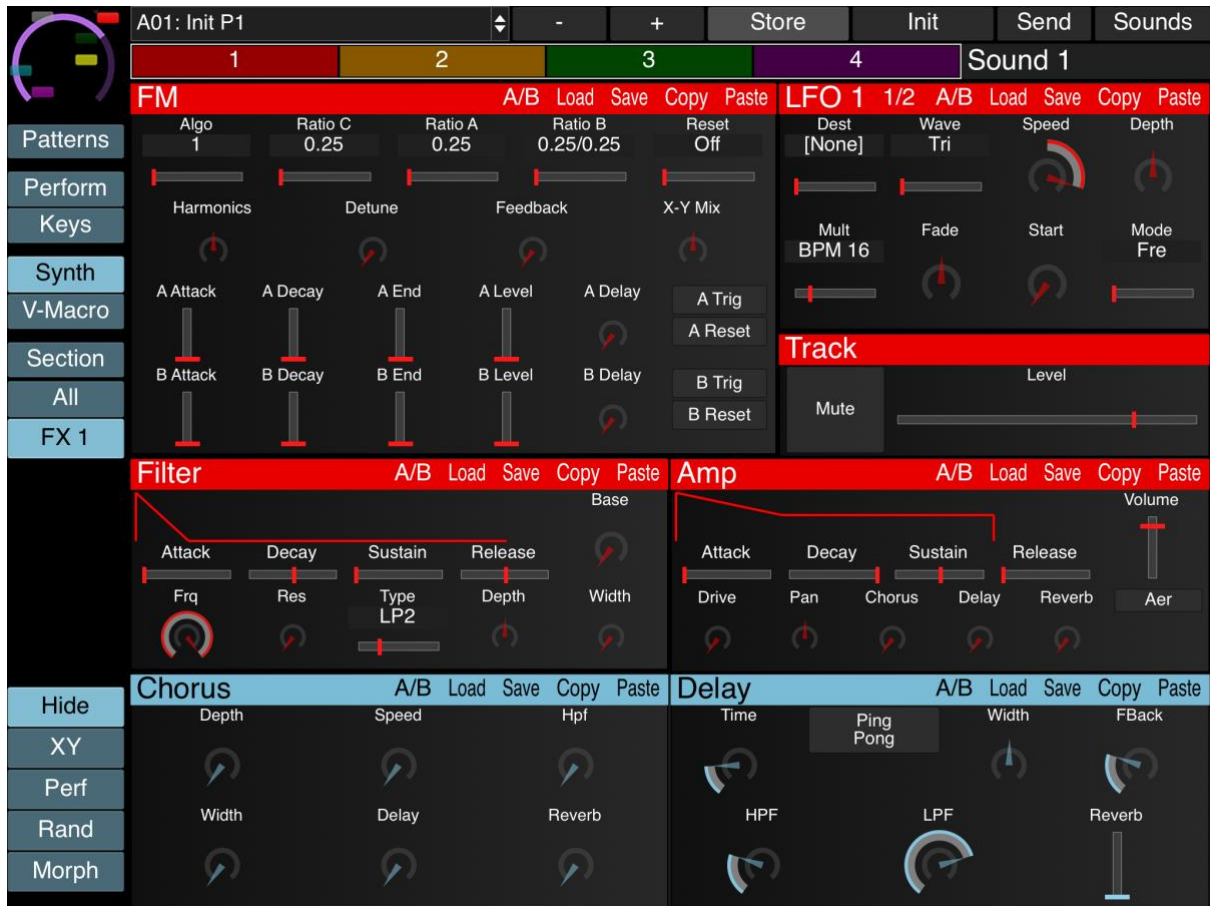 A01: Init P1 - + Store Init Send Sounds
1 2 3 4 Sound 1
FM A/B Load Save Copy Paste
Algo Ratio C Ratio A Ratio B Reset
1 0.25 0.25 0.25/0.25 Off
Harmonics Detune Feedback X-Y Mix
A Attack A Decay A End A Level A Delay A Trig
A Reset
B Attack B Decay B End B Level B Delay B Trig
B Reset
LFO 1 1/2 A/B Load Save Copy Paste
Dest Wave Speed Depth
[None] Tri
Mult Fade Start Mode
BPM 16 Fre
Track
Level
Mute
Filter A/B Load Save Copy Paste
Base
Attack Decay Sustain Release
Frq Res Type Depth Width
LP2
Amp A/B Load Save Copy Paste
Volume
Attack Decay Sustain Release
Drive Pan Chorus Delay Reverb Aer
Chorus A/B Load Save Copy Paste
Depth Speed Hpf
Width Delay Reverb
Delay A/B Load Save Copy Paste
Time Ping Width FBack
Pong
HPF LPF Reverb
Patterns
Perform
Keys
Synth
V-Macro
Section
All
FX 1
Hide
XY
Perf
Rand
Morph